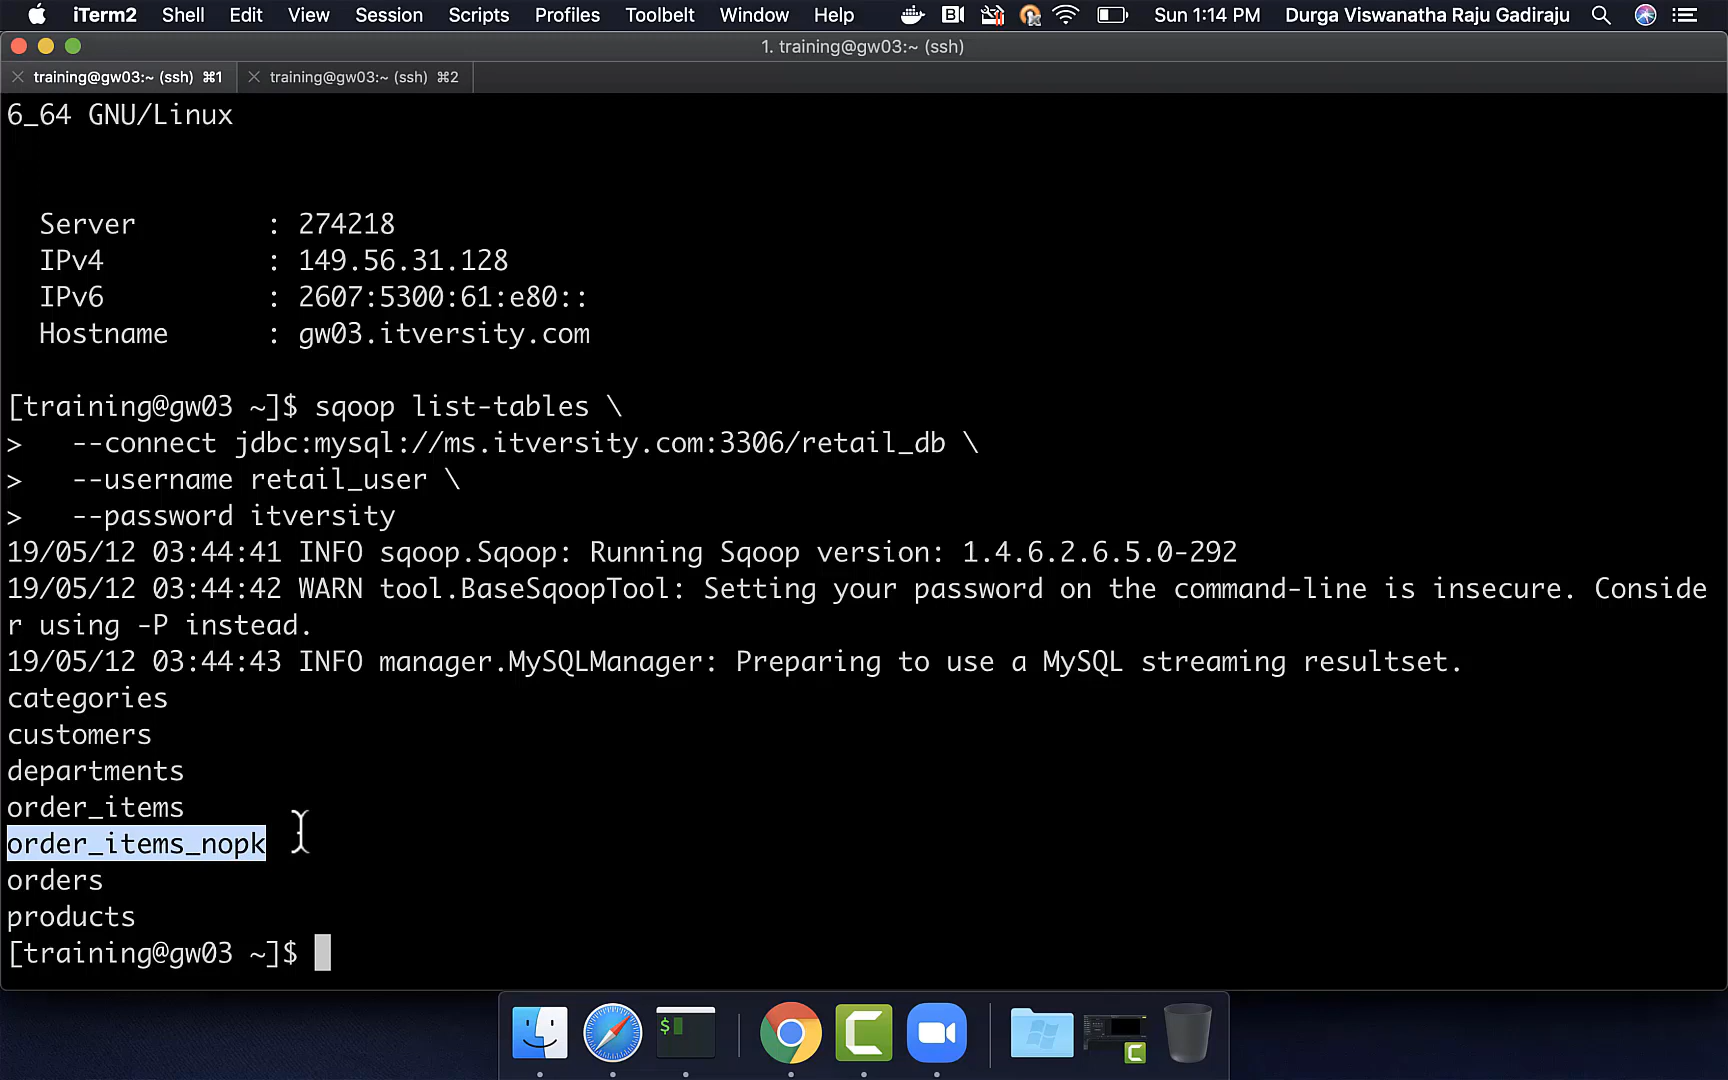 iTerm2 Shell Edit View Session Scripts Profiles Toolbelt Window Help Sun 1:14 PM Durga Viswanatha Raju Gadiraju
1. training@gw03:~ (ssh)
training@gw03:~ (ssh) ⌘1 training@gw03:~ (ssh) ⌘2
6_64 GNU/Linux
Server : 274218
IPv4 : 149.56.31.128
IPv6 : 2607:5300:61:e80::
Hostname : gw03.itversity.com
[training@gw03 ~]$ sqoop list-tables \
> --connect jdbc:mysql://ms.itversity.com:3306/retail_db \
> --username retail_user \
> --password itversity
19/05/12 03:44:41 INFO sqoop.Sqoop: Running Sqoop version: 1.4.6.2.6.5.0-292
19/05/12 03:44:42 WARN tool.BaseSqoopTool: Setting your password on the command-line is insecure. Conside
r using -P instead.
19/05/12 03:44:43 INFO manager.MySQLManager: Preparing to use a MySQL streaming resultset.
categories
customers
departments
order_items
order_items_nopk
orders
products
[training@gw03 ~]$